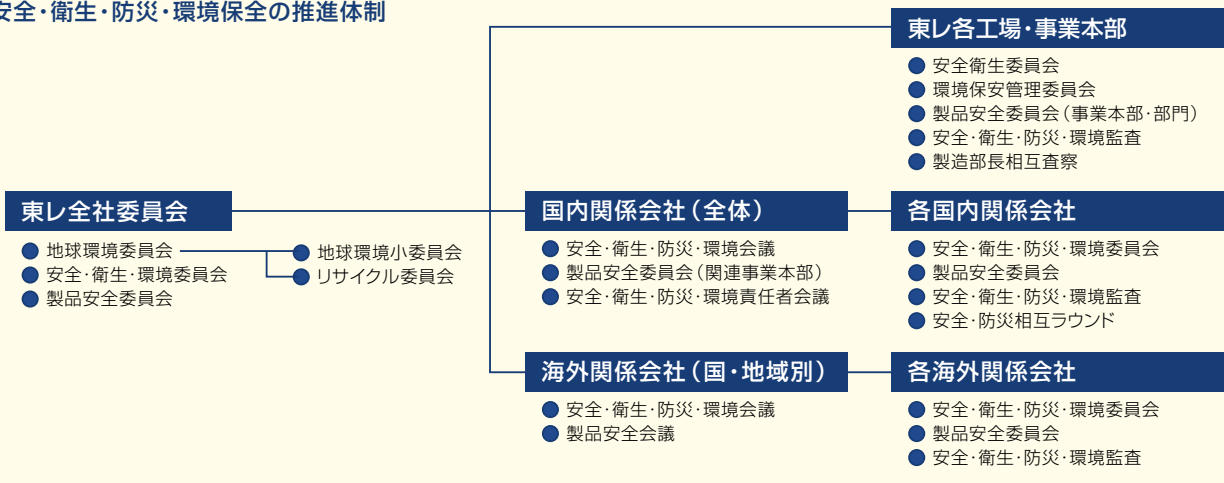 安全・衛生・防災・環境保全の推進体制
東レ全社委員会
● 地球環境委員会
● 安全・衛生・環境委員会
● 製品安全委員会
● 地球環境小委員会
● リサイクル委員会
東レ各工場・事業本部
● 安全衛生委員会
● 環境保安管理委員会
● 製品安全委員会（事業本部・部門）
● 安全・衛生・防災・環境監査
● 製造部長相互査察
国内関係会社（全体）
● 安全・衛生・防災・環境会議
● 製品安全委員会（関連事業本部）
● 安全・衛生・防災・環境責任者会議
各国内関係会社
● 安全・衛生・防災・環境委員会
● 製品安全委員会
● 安全・衛生・防災・環境監査
● 安全・防災相互ラウンド
海外関係会社（国・地域別）
● 安全・衛生・防災・環境会議
● 製品安全会議
各海外関係会社
● 安全・衛生・防災・環境委員会
● 製品安全委員会
● 安全・衛生・防災・環境監査